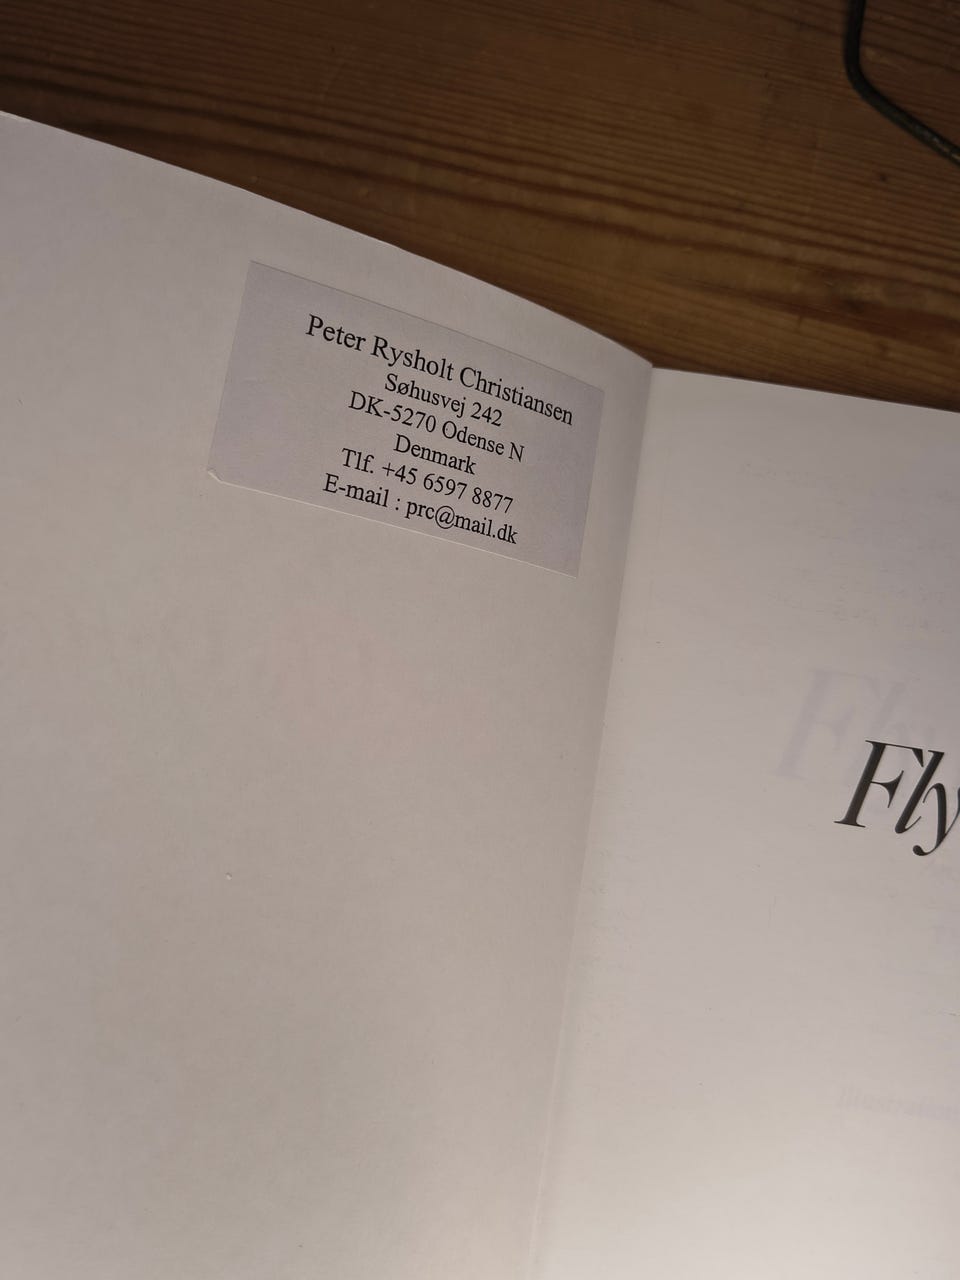 Peter Rysholt Christiansen
Søhusvej 242
DK-5270 Odense N
Denmark
Tlf. +45 6597 8877
E-mail : prc@mail.dk
Fly